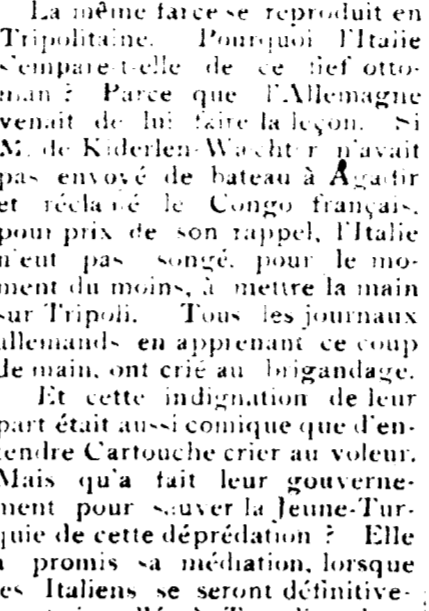 La même farce se reproduit en
Tripolitaine. Pourquoi l'Italie
s'empare-t-elle de ce fief otto-
man ? Parce que l'Allemagne
venait de lui faire la leçon. Si
M. de Kiderlen-Waechter n'avait
pas envoyé de bateau à Agadir
et réclamé le Congo français,
pour prix de son rappel, l'Italie
n'eut pas songé, pour le mo-
ment du moins, à mettre la main
sur Tripoli. Tous les journaux
allemands en apprenant ce coup
de main, ont crié au brigandage.
Et cette indignation de leur
part était aussi comique que d'en-
tendre Cartouche crier au voleur.
Mais qu'a fait leur gouverne-
ment pour sauver la Jeune-Tur-
quie de cette déprédation ? Elle
a promis sa médiation, lorsque
les Italiens se seront définitive-